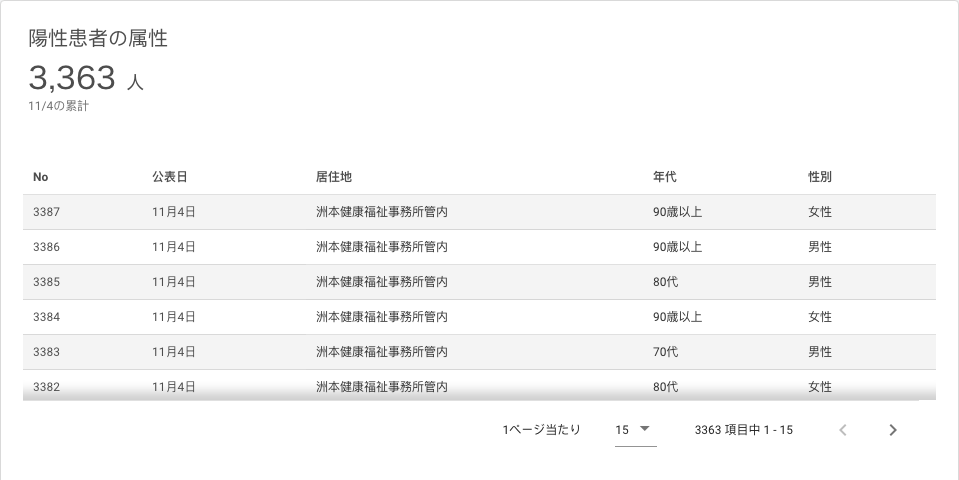 陽性患者の属性
3,363 人
11/4の累計
No 公表日 居住地 年代 性別
3387 11月4日 洲本健康福祉事務所管内 90歳以上 女性
3386 11月4日 洲本健康福祉事務所管内 90歳以上 男性
3385 11月4日 洲本健康福祉事務所管内 80代 男性
3384 11月4日 洲本健康福祉事務所管内 90歳以上 女性
3383 11月4日 洲本健康福祉事務所管内 70代 男性
3382 11月4日 洲本健康福祉事務所管内 80代 女性
1ページ当たり 15 3363 項目中 1 - 15